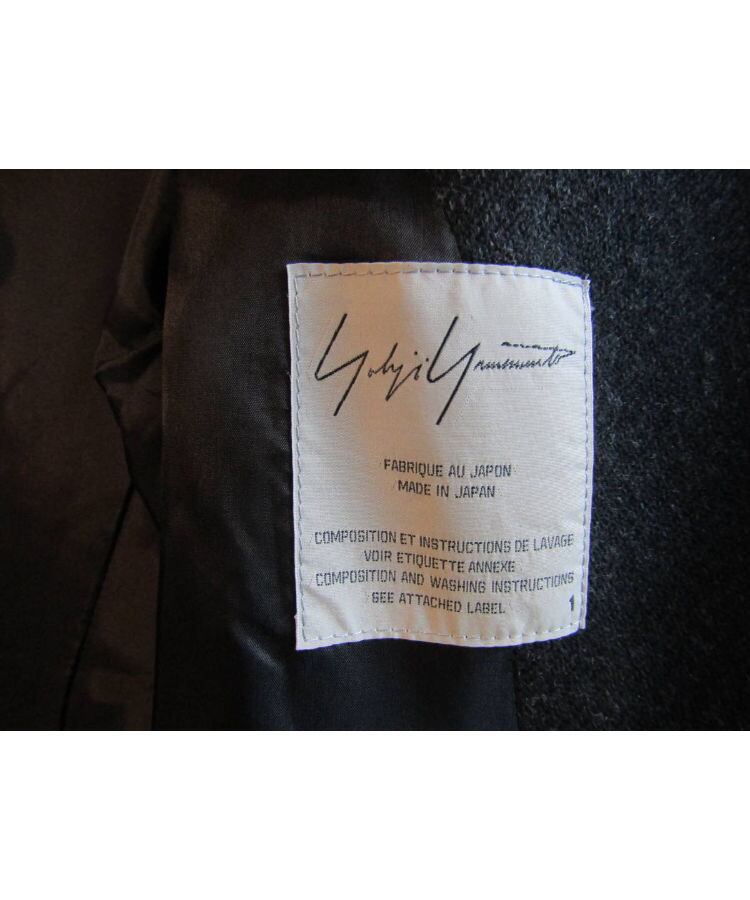 Yohji Yamamoto
FABRIQUE AU JAPON
MADE IN JAPAN
COMPOSITION ET INSTRUCTIONS DE LAVAGE
VOIR ETIQUETTE ANNEXE
COMPOSITION AND WASHING INSTRUCTIONS
SEE ATTACHED LABEL
1